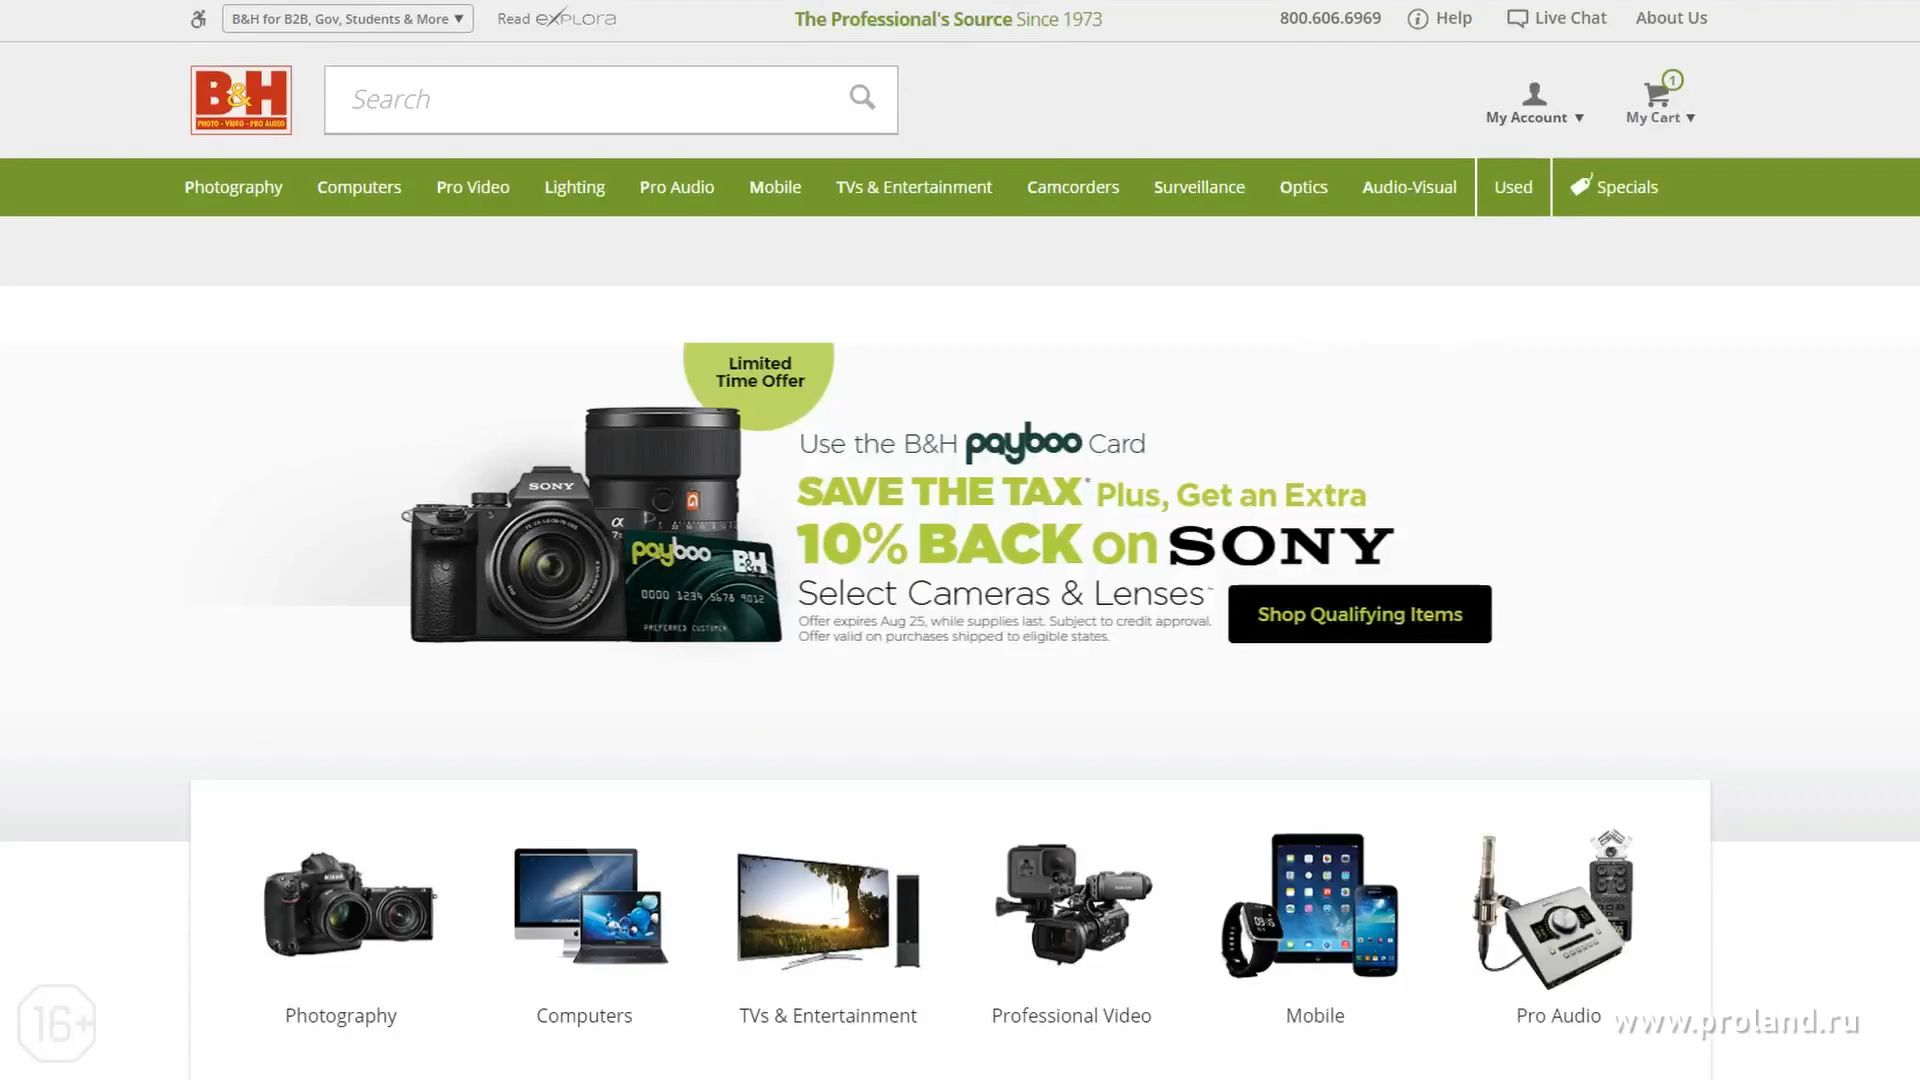 B&H for B2B, Gov, Students & More ▼
Read explora
The Professional's Source Since 1973
800.606.6969
Help
Live Chat
About Us
B&H
PHOTO - VIDEO - PRO AUDIO
Search
1
My Account ▼
My Cart ▼
Photography Computers Pro Video Lighting Pro Audio Mobile TVs & Entertainment Camcorders Surveillance Optics Audio-Visual Used Specials
Limited
Time Offer
Use the B&H payboo Card
SAVE THE TAX* Plus, Get an Extra
10% BACK on SONY
Select Cameras & Lenses~
Offer expires Aug 25, while supplies last. Subject to credit approval.
Offer valid on purchases shipped to eligible states.
Shop Qualifying Items
SONY
α
G
payboo B&H
0000 1234 5678 9012
PREFERRED CUSTOMER
Nikon
Photography Computers TVs & Entertainment Professional Video Mobile Pro Audio
16+
www.proland.ru